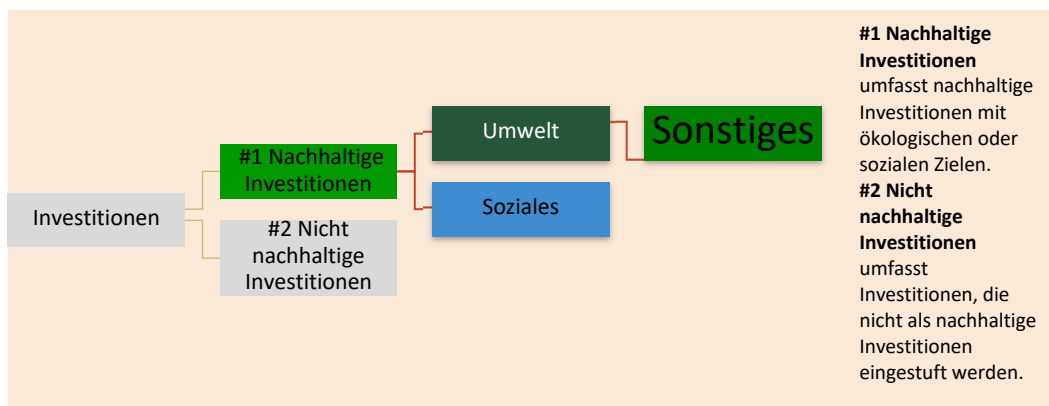 Investitionen
#1 Nachhaltige
Investitionen
#2 Nicht
nachhaltige
Investitionen
Umwelt
Soziales
Sonstiges
#1 Nachhaltige
Investitionen
umfasst nachhaltige
Investitionen mit
ökologischen oder
sozialen Zielen.
#2 Nicht
nachhaltige
Investitionen
umfasst
Investitionen, die
nicht als nachhaltige
Investitionen
eingestuft werden.